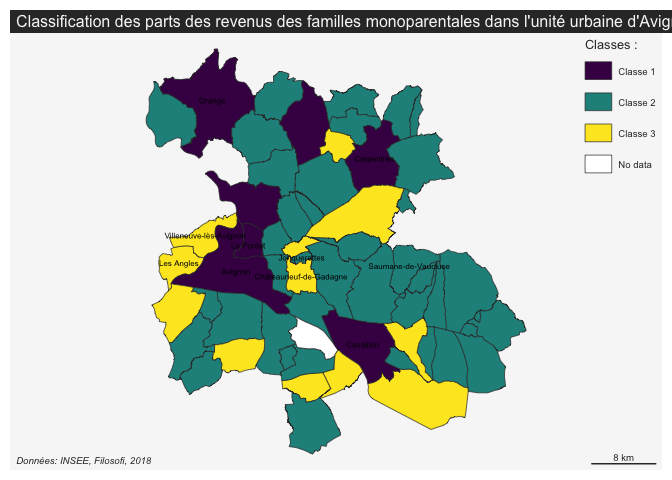 Classification des parts des revenus des familles monoparentales dans l'unité urbaine d'Avig
Classes :
Classe 1
Classe 2
Classe 3
No data
Orange
Carpentras
Villeneuve-lès-Avignon
Le Pontet
Les Angles
Jonquerettes
Avignon
Châteauneuf-de-Gadagne
Saumane-de-Vaucluse
Cavaillon
Données: INSEE, Filosofi, 2018
8 km